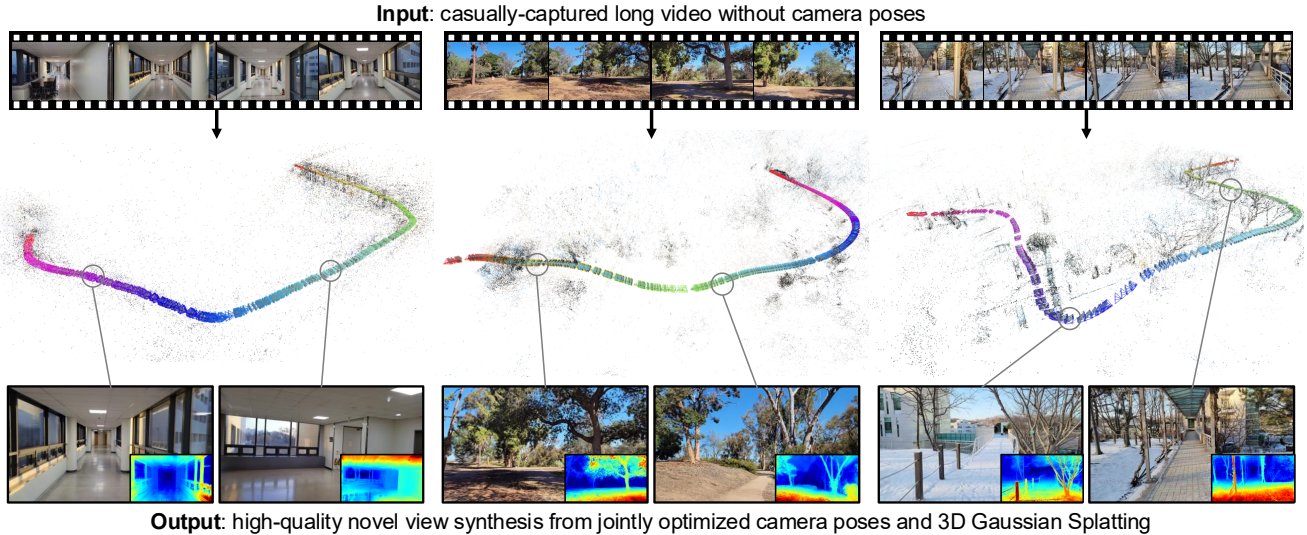 Input: casually-captured long video without camera poses
Output: high-quality novel view synthesis from jointly optimized camera poses and 3D Gaussian Splatting